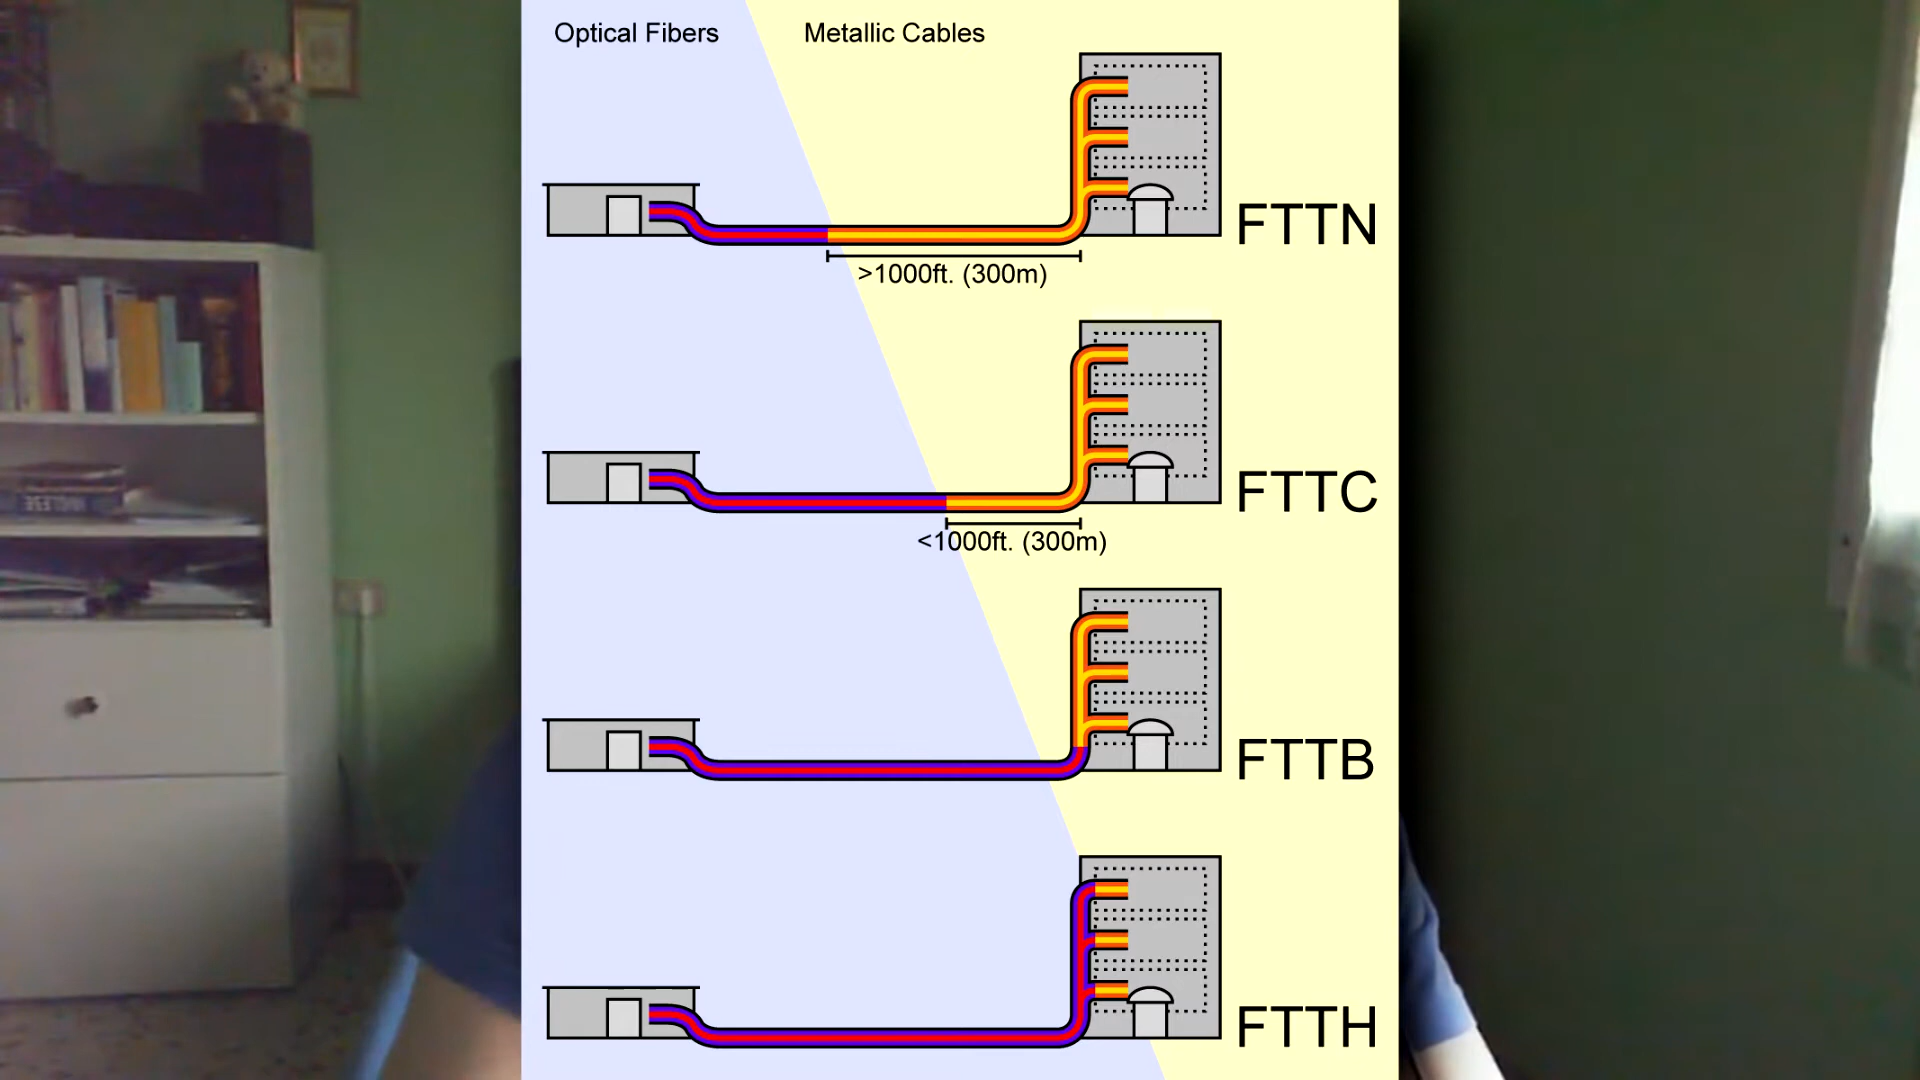 Optical Fibers
Metallic Cables
FTTN
>1000ft. (300m)
FTTC
<1000ft. (300m)
FTTB
FTTH